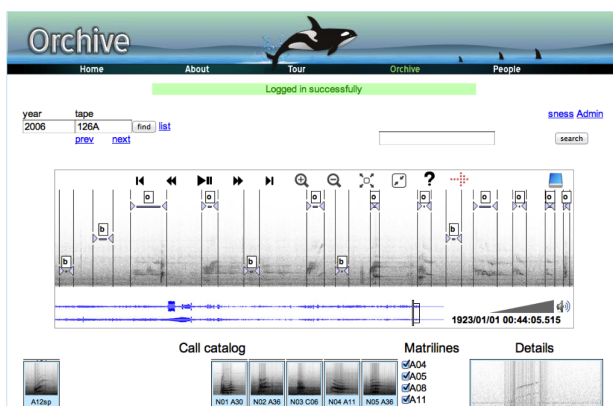 Orchive
Home About Tour Orchive People
Logged in successfully
year tape
2006 126A find list
prev next
sness Admin
search
?
o o o o o o o o o
b b
b b b
1923/01/01 00:44:05.515
Call catalog Matrilines Details
A04
A05
A08
A11
A12sp N01 A30 N02 A36 N03 C06 N04 A11 N05 A36